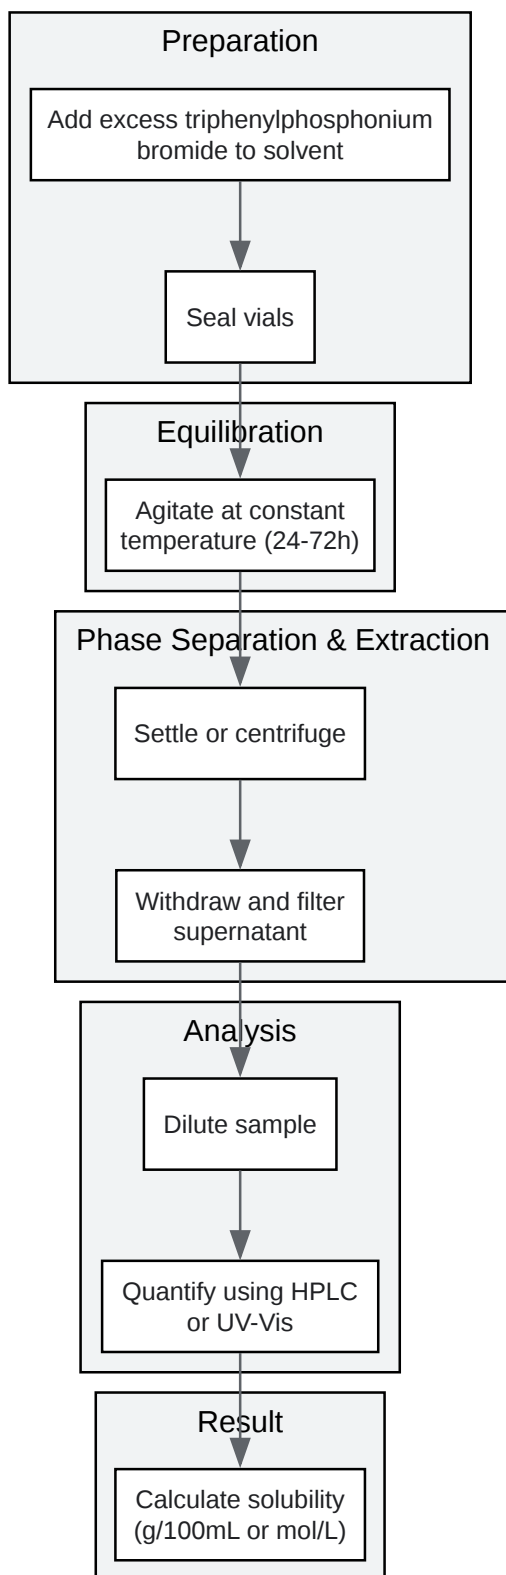 Preparation
Add excess triphenylphosphonium
bromide to solvent
Seal vials
Equilibration
Agitate at constant
temperature (24-72h)
Phase Separation & Extraction
Settle or centrifuge
Withdraw and filter
supernatant
Analysis
Dilute sample
Quantify using HPLC
or UV-Vis
Result
Calculate solubility
(g/100mL or mol/L)